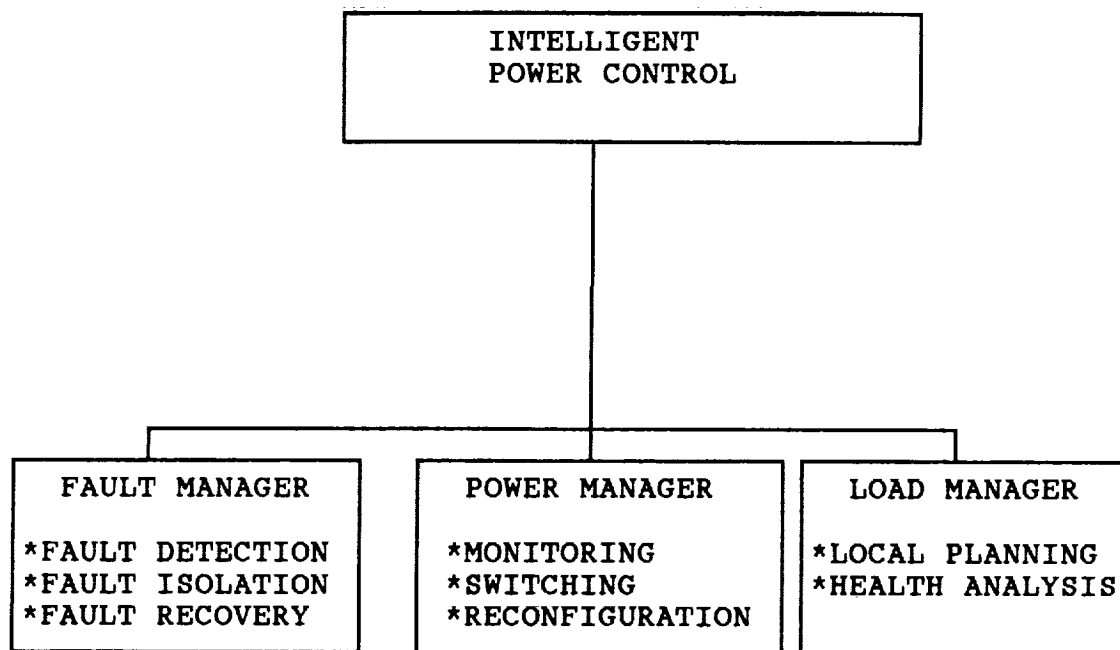 INTELLIGENT
POWER CONTROL
FAULT MANAGER
*FAULT DETECTION
*FAULT ISOLATION
*FAULT RECOVERY
POWER MANAGER
*MONITORING
*SWITCHING
*RECONFIGURATION
LOAD MANAGER
*LOCAL PLANNING
*HEALTH ANALYSIS